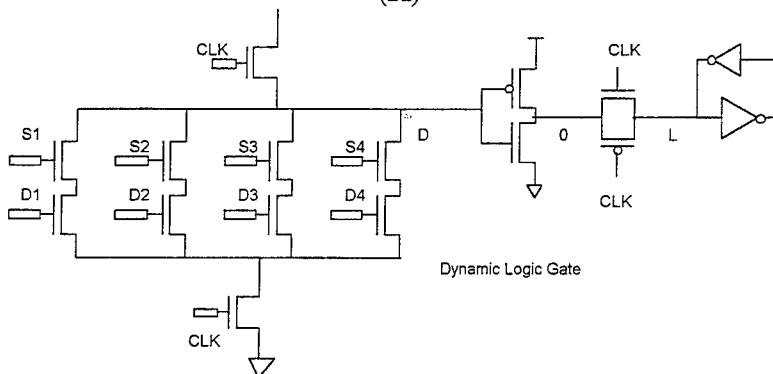 CLK
CLK
S1 S2 S3 S4 D 0 L
D1 D2 D3 D4 CLK
Dynamic Logic Gate
CLK